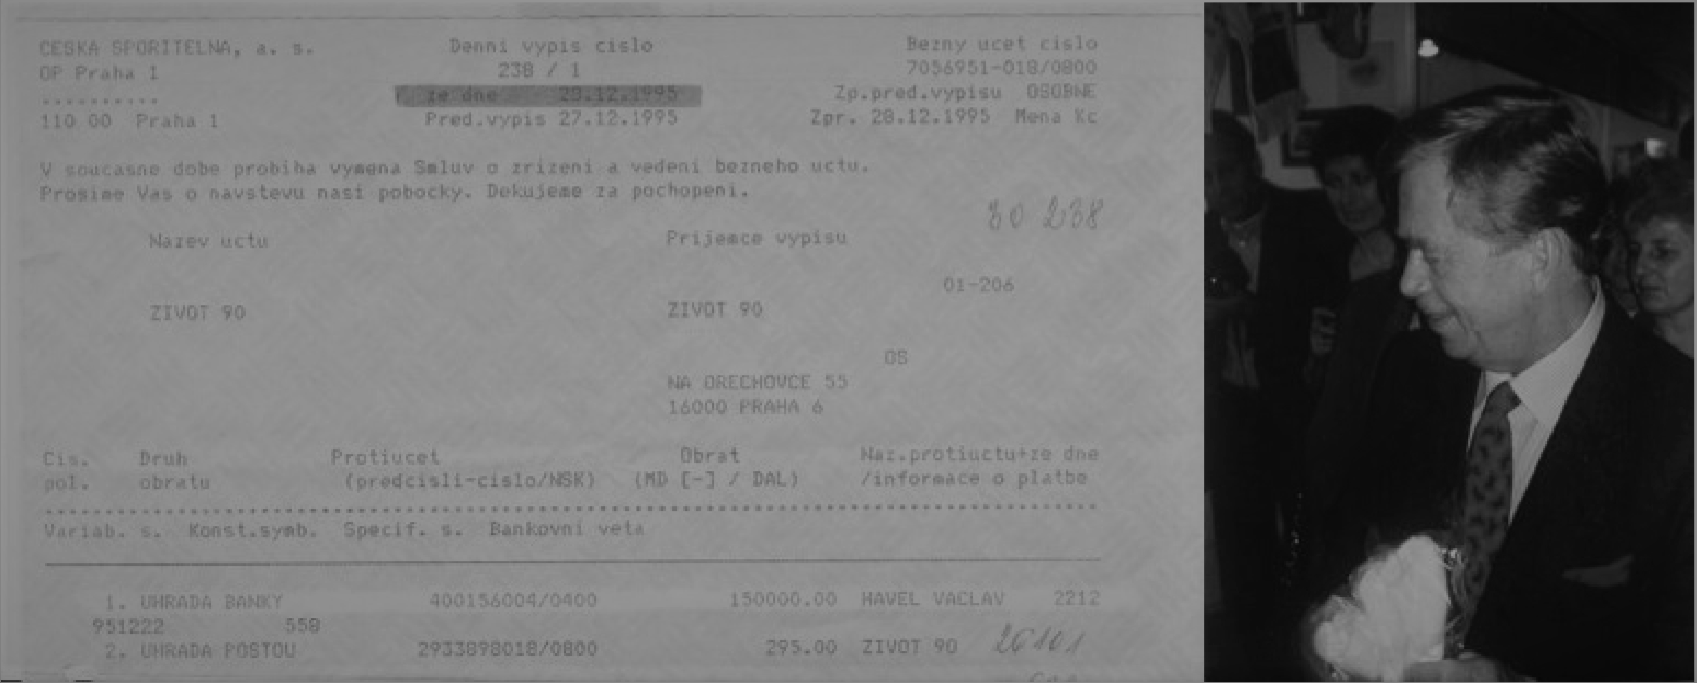 CESKA SPORITELNA, a. s. Denni vypis cislo Bezny ucet cislo
OP Praha 1 238 / 1 7056951-018/0800
.......... ze dne 28.12.1995 Zp.pred.vypisu OSOBNE
110 00 Praha 1 Pred.vypis 27.12.1995 Zpr. 28.12.1995 Mena Kc
V soucasne dobe probiha vymena Smluv o zrizeni a vedeni bezneho uctu.
Prosime Vas o navstevu nasi pobocky. Dekujeme za pochopeni.
30 238
Nazev uctu Prijemce vypisu
01-206
ZIVOT 90 ZIVOT 90
OS
NA ORECHOVCE 55
16000 PRAHA 6
Cis. Druh Protiucet Obrat Naz.protiuctu+ze dne
pol. obratu (predcisli-cislo/NSK) (MD [-] / DAL) /informace o platbe
Variab. s. Konst.symb. Specif. s. Bankovni veta
1. UHRADA BANKY 400156004/0400 150000.00 HAVEL VACLAV 2212
951222 558
2. UHRADA POSTOU 2933898018/0800 295.00 ZIVOT 90 26101